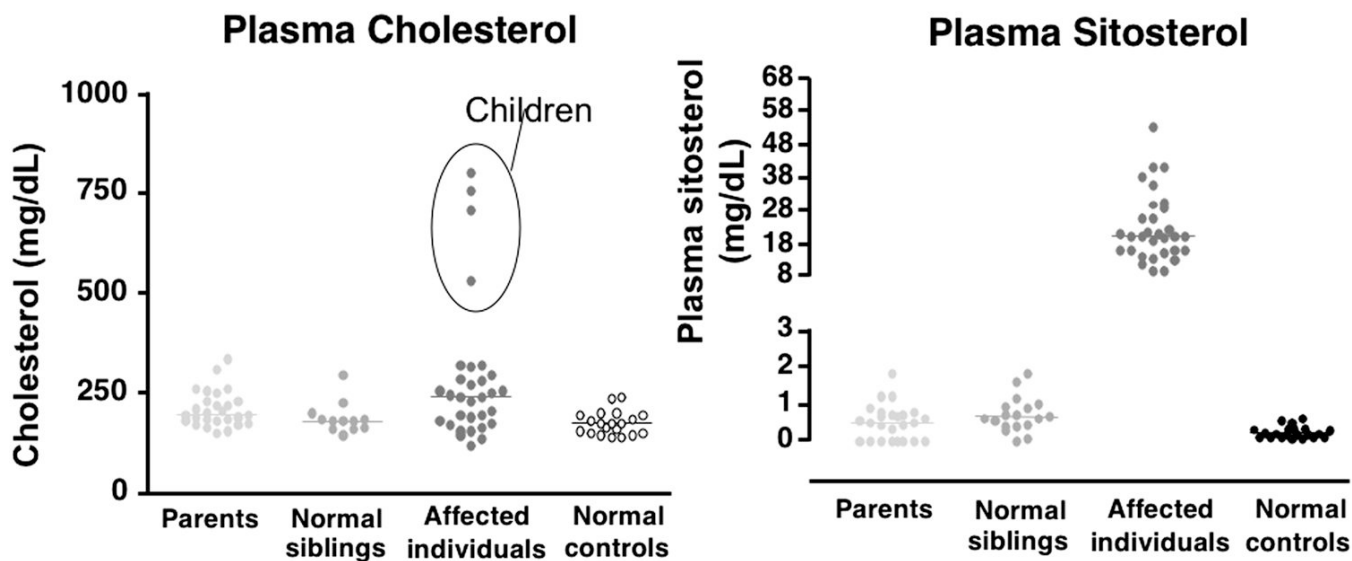 Plasma Cholesterol
Cholesterol (mg/dL)
1000
750
500
250
0
Children
Parents
Normal
siblings
Affected
individuals
Normal
controls
Plasma Sitosterol
Plasma sitosterol
(mg/dL)
68
58
48
38
28
18
8
3
2
1
0
Parents
Normal
siblings
Affected
individuals
Normal
controls